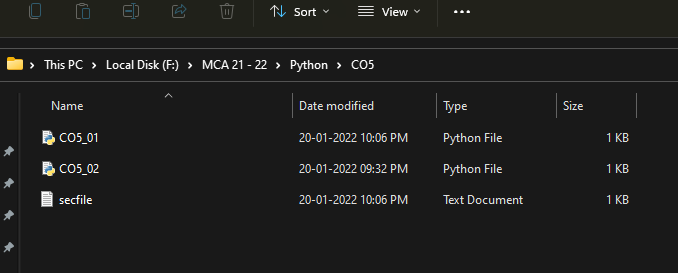 Sort View
This PC Local Disk (F:) MCA 21 - 22 Python CO5
Name Date modified Type Size
CO5_01 20-01-2022 10:06 PM Python File 1 KB
CO5_02 20-01-2022 09:32 PM Python File 1 KB
secfile 20-01-2022 10:06 PM Text Document 1 KB